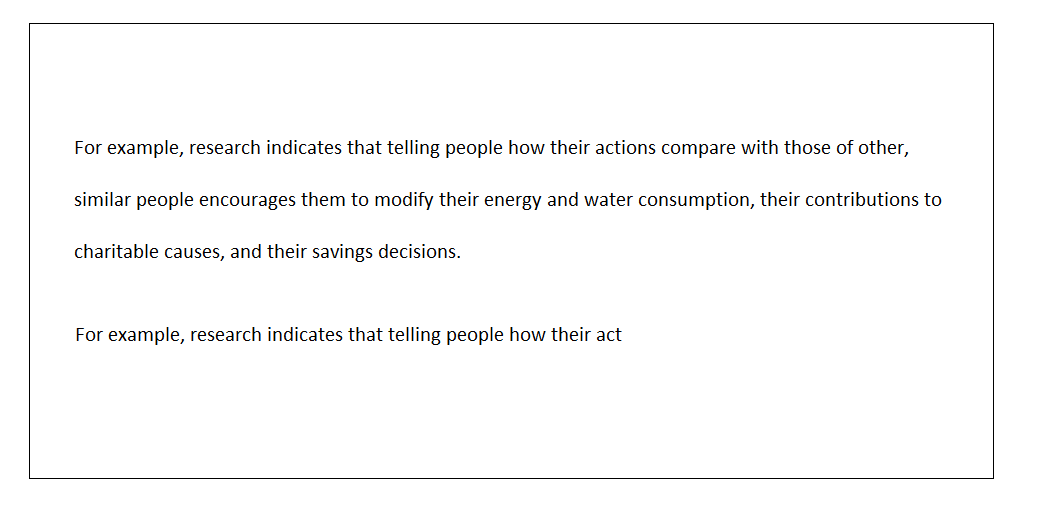 For example, research indicates that telling people how their actions compare with those of other,
similar people encourages them to modify their energy and water consumption, their contributions to
charitable causes, and their savings decisions.
For example, research indicates that telling people how their act